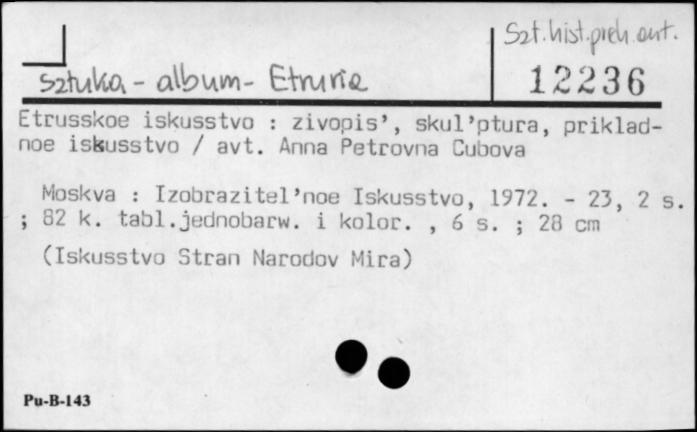 Szt. hist. preh. ant.
sztuka - album - Etruria
12236
Etrusskoe iskusstvo : zivopis', skul'ptura, priklad-
noe iskusstvo / avt. Anna Petrovna Cubova
Moskva : Izobrazitel'noe Iskusstvo, 1972. - 23, 2 s.
; 82 k. tabl.jednobarw. i kolor. , 6 s. ; 28 cm
(Iskusstvo Stran Narodov Mira)
Pu-B-143